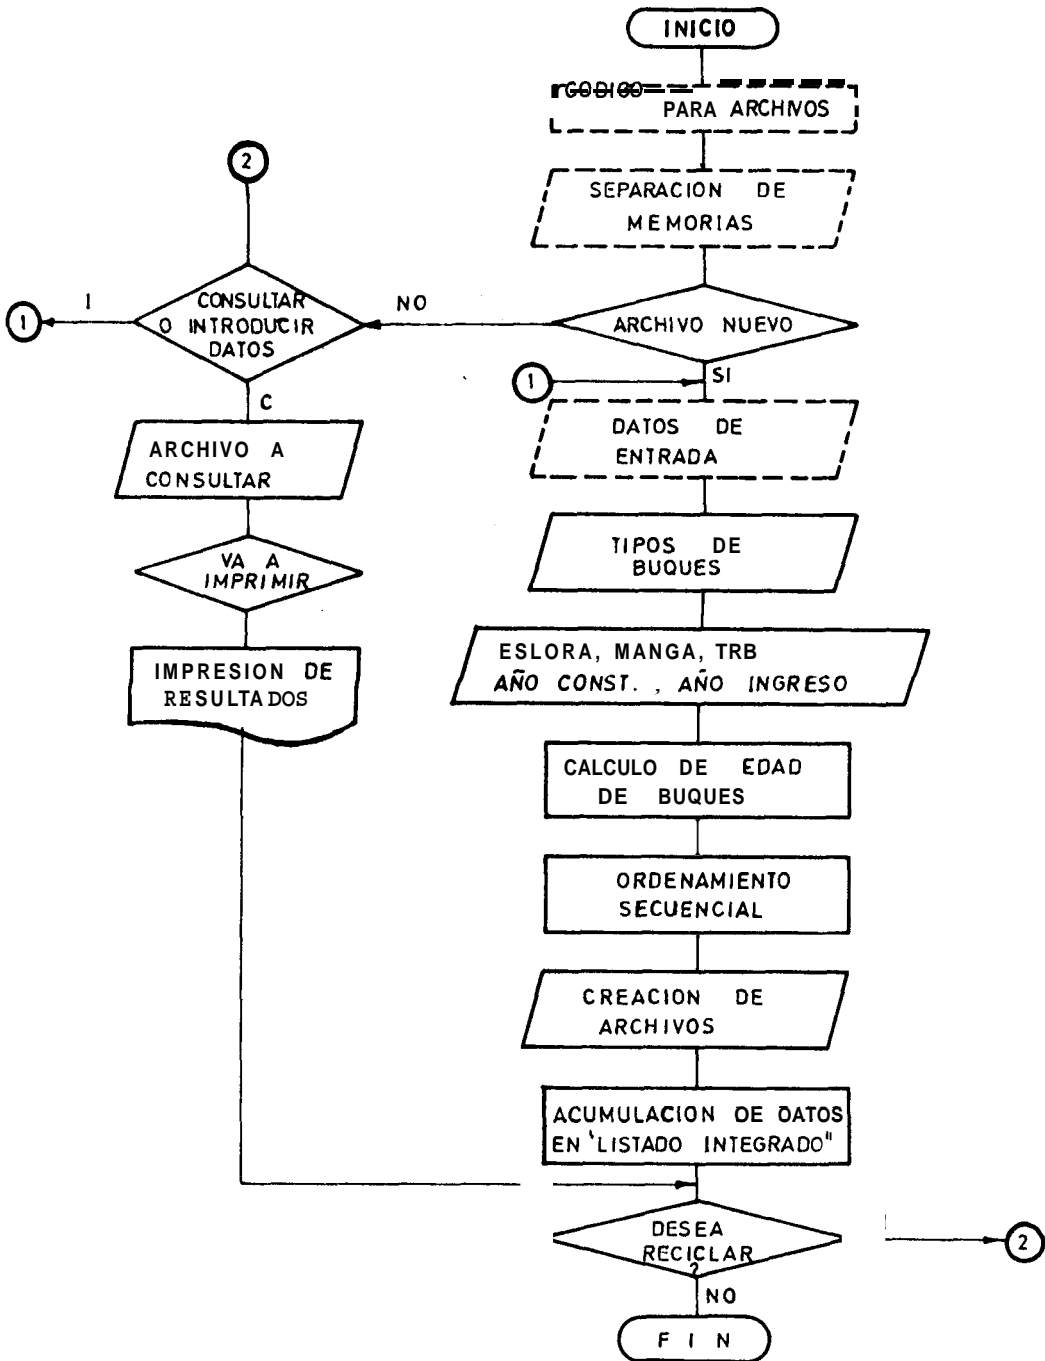 INICIO
CODIGO
PARA ARCHIVOS
SEPARACION DE
MEMORIAS
ARCHIVO NUEVO
NO
SI
2
CONSULTAR
O INTRODUCIR
DATOS
I
1
C
ARCHIVO A
CONSULTAR
VA A
IMPRIMIR
IMPRESION DE
RESULTADOS
1
DATOS DE
ENTRADA
TIPOS DE
BUQUES
ESLORA, MANGA, TRB
AÑO CONST. , AÑO INGRESO
CALCULO DE EDAD
DE BUQUES
ORDENAMIENTO
SECUENCIAL
CREACION DE
ARCHIVOS
ACUMULACION DE DATOS
EN "LISTADO INTEGRADO"
DESEA
RECICLAR
?
2
NO
FIN